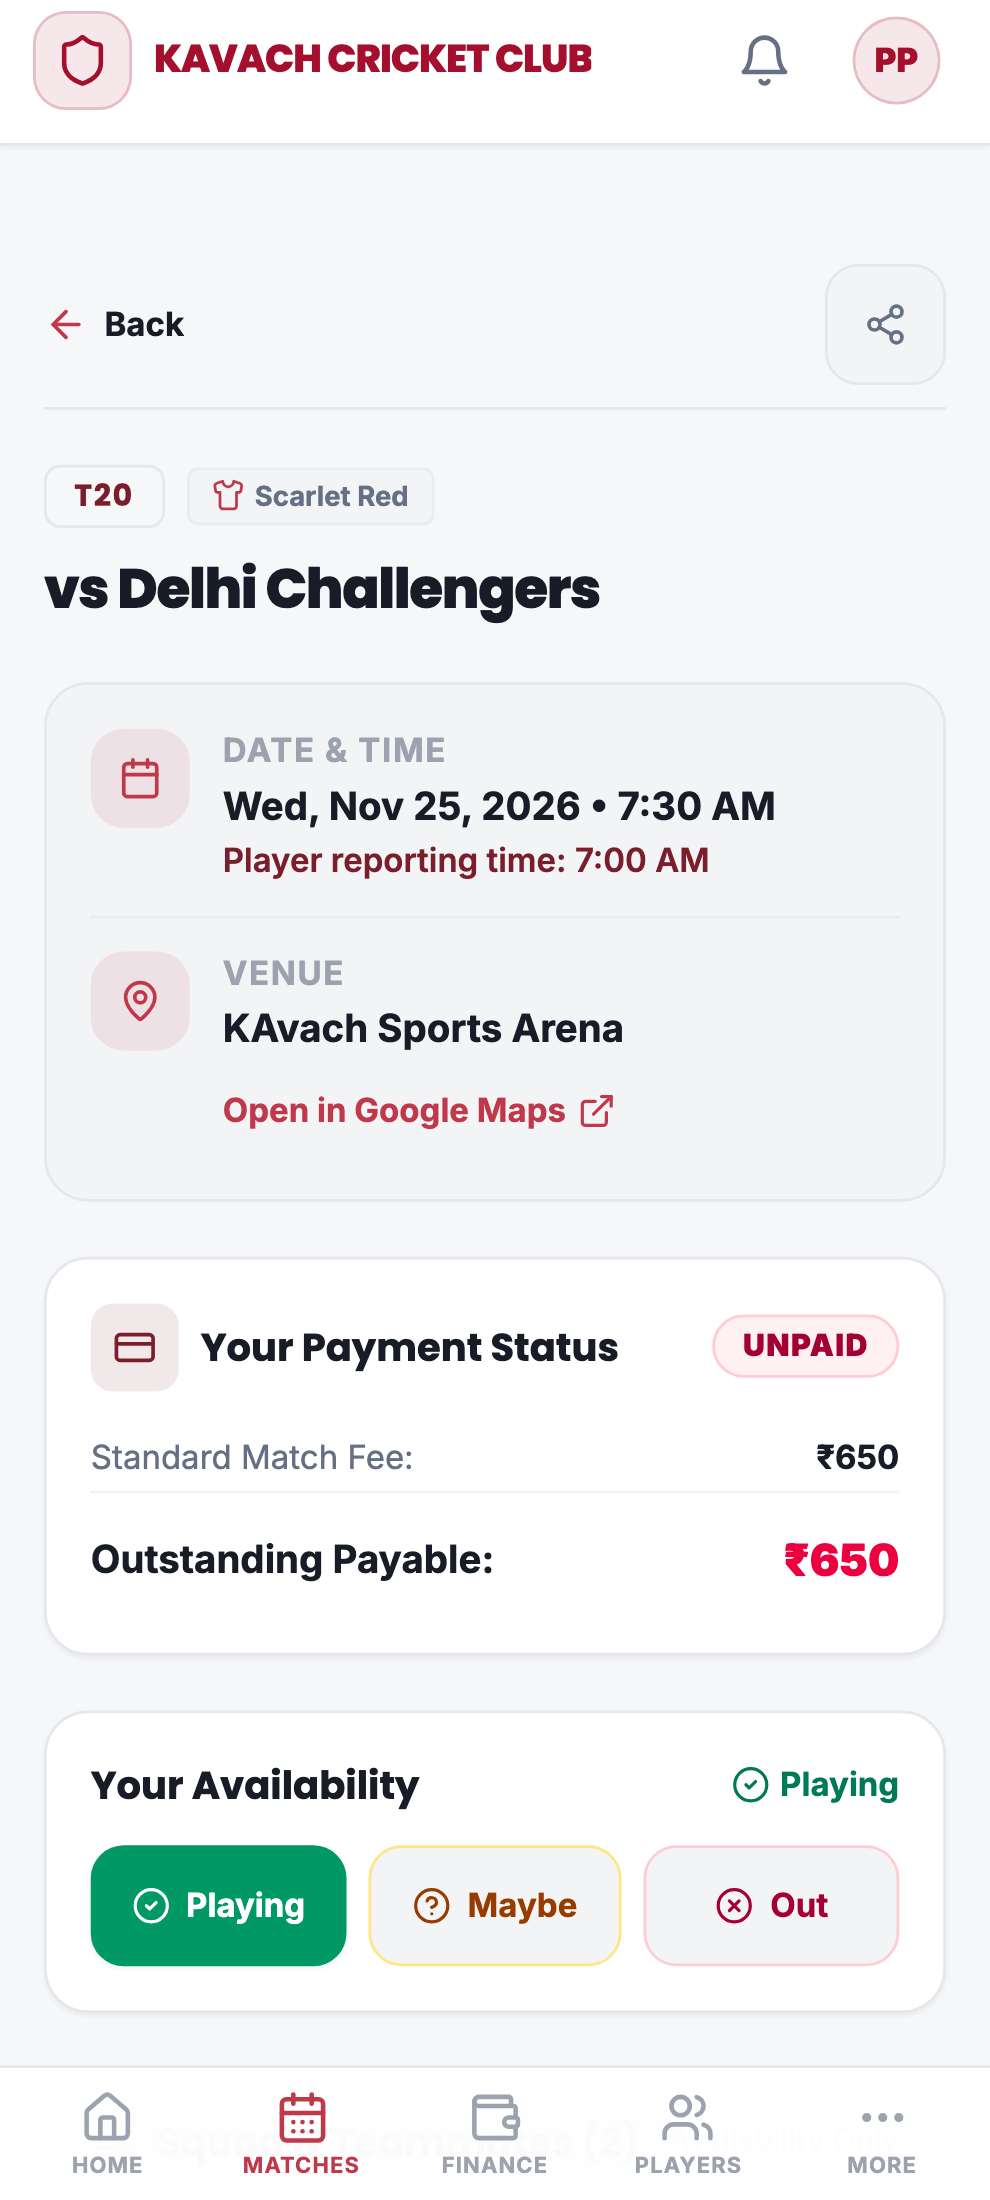 KAVACH CRICKET CLUB
PP
Back
T20
Scarlet Red
vs Delhi Challengers
DATE & TIME
Wed, Nov 25, 2026 • 7:30 AM
Player reporting time: 7:00 AM
VENUE
KAvach Sports Arena
Open in Google Maps
Your Payment Status
UNPAID
Standard Match Fee:
₹650
Outstanding Payable:
₹650
Your Availability
Playing
Playing
Maybe
Out
HOME
MATCHES
FINANCE
PLAYERS
MORE